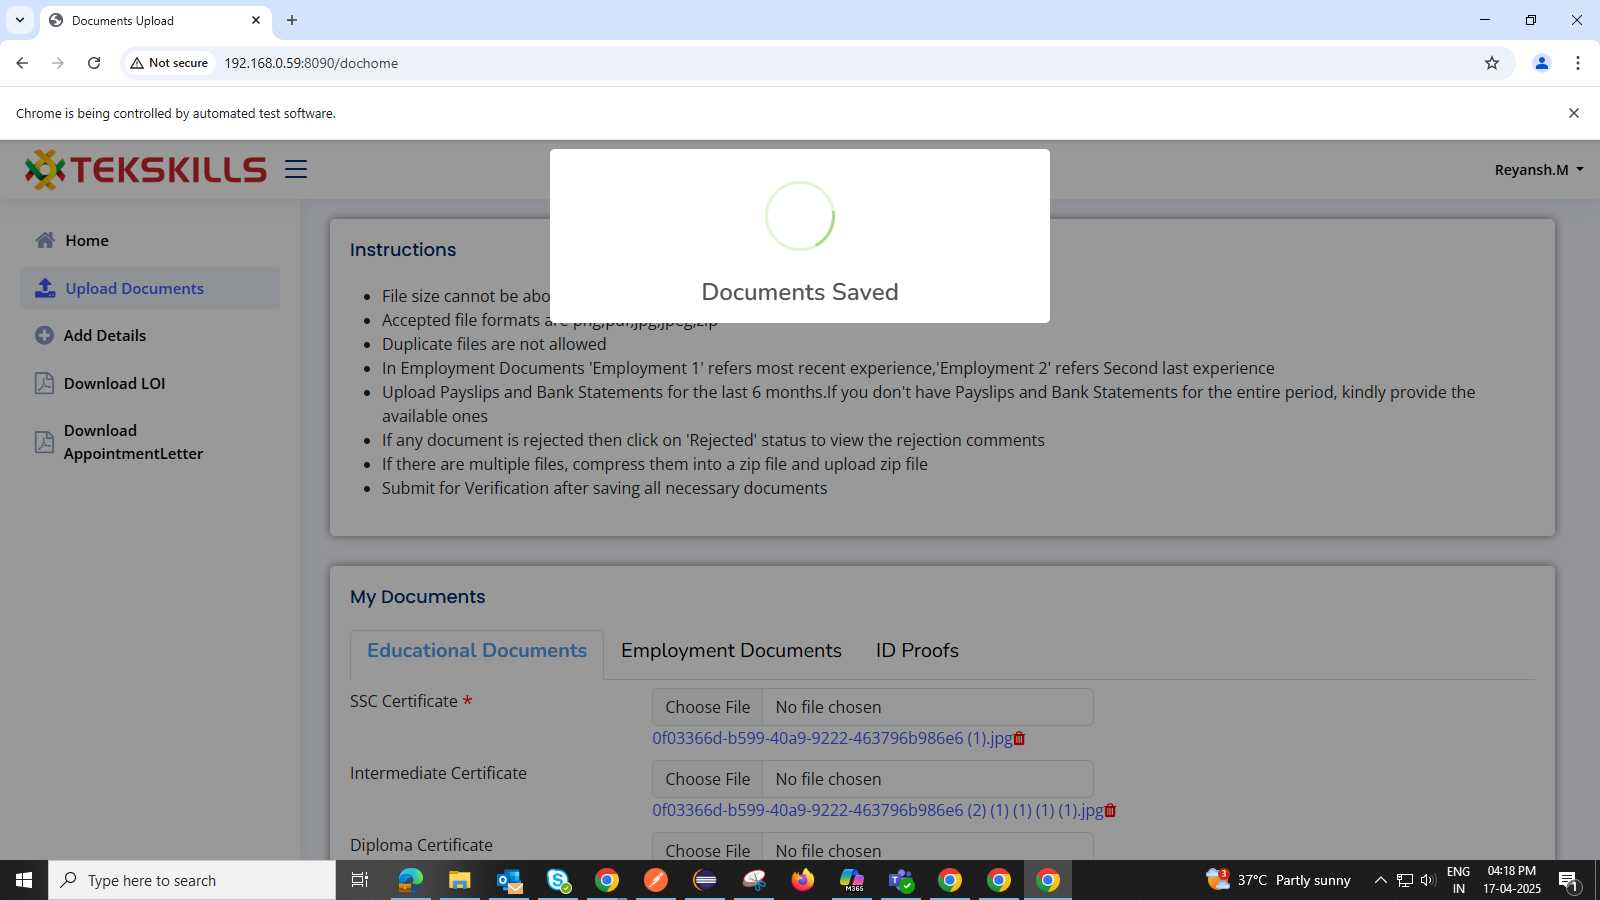 Documents Upload
Not secure
192.168.0.59:8090/dochome
Chrome is being controlled by automated test software.
TEKSKILLS
Reyansh.M
Home
Upload Documents
Add Details
Download LOI
Download
AppointmentLetter
Documents Saved
Instructions
File size cannot be abo
Accepted file formats are png,pdf,jpg,jpeg,zip
Duplicate files are not allowed
In Employment Documents 'Employment 1' refers most recent experience,'Employment 2' refers Second last experience
Upload Payslips and Bank Statements for the last 6 months.If you don't have Payslips and Bank Statements for the entire period, kindly provide the
available ones
If any document is rejected then click on 'Rejected' status to view the rejection comments
If there are multiple files, compress them into a zip file and upload zip file
Submit for Verification after saving all necessary documents
My Documents
Educational Documents Employment Documents ID Proofs
SSC Certificate *
Choose File No file chosen
0f03366d-b599-40a9-9222-463796b986e6 (1).jpg
Intermediate Certificate
Choose File No file chosen
0f03366d-b599-40a9-9222-463796b986e6 (2) (1) (1) (1) (1).jpg
Diploma Certificate
Choose File No file chosen
Type here to search
M365
3
37°C Partly sunny
ENG
IN
04:18 PM
17-04-2025
1